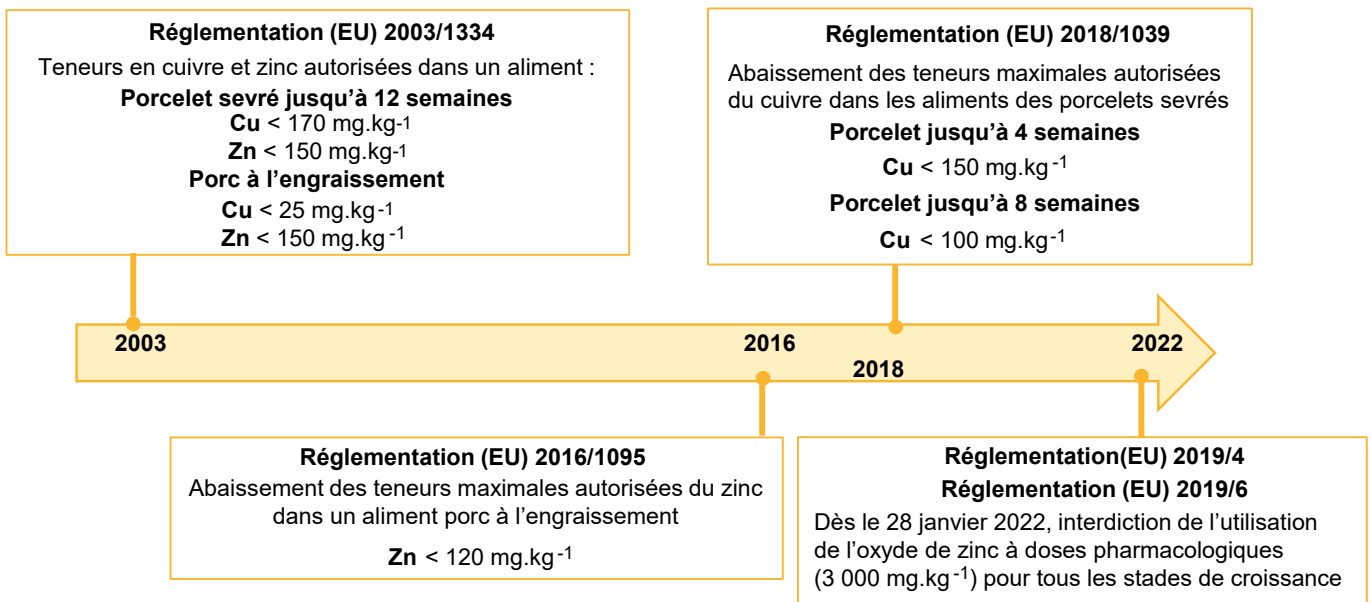 Réglementation (EU) 2003/1334
Teneurs en cuivre et zinc autorisées dans un aliment :
Porcelet sevré jusqu’à 12 semaines
Cu < 170 mg.kg-1
Zn < 150 mg.kg-1
Porc à l’engraissement
Cu < 25 mg.kg-1
Zn < 150 mg.kg-1
Réglementation (EU) 2018/1039
Abaissement des teneurs maximales autorisées
du cuivre dans les aliments des porcelets sevrés
Porcelet jusqu’à 4 semaines
Cu < 150 mg.kg-1
Porcelet jusqu’à 8 semaines
Cu < 100 mg.kg-1
2003
2016
2018
2022
Réglementation (EU) 2016/1095
Abaissement des teneurs maximales autorisées du zinc
dans un aliment porc à l’engraissement
Zn < 120 mg.kg-1
Réglementation(EU) 2019/4
Réglementation (EU) 2019/6
Dès le 28 janvier 2022, interdiction de l’utilisation
de l’oxyde de zinc à doses pharmacologiques
(3 000 mg.kg-1) pour tous les stades de croissance